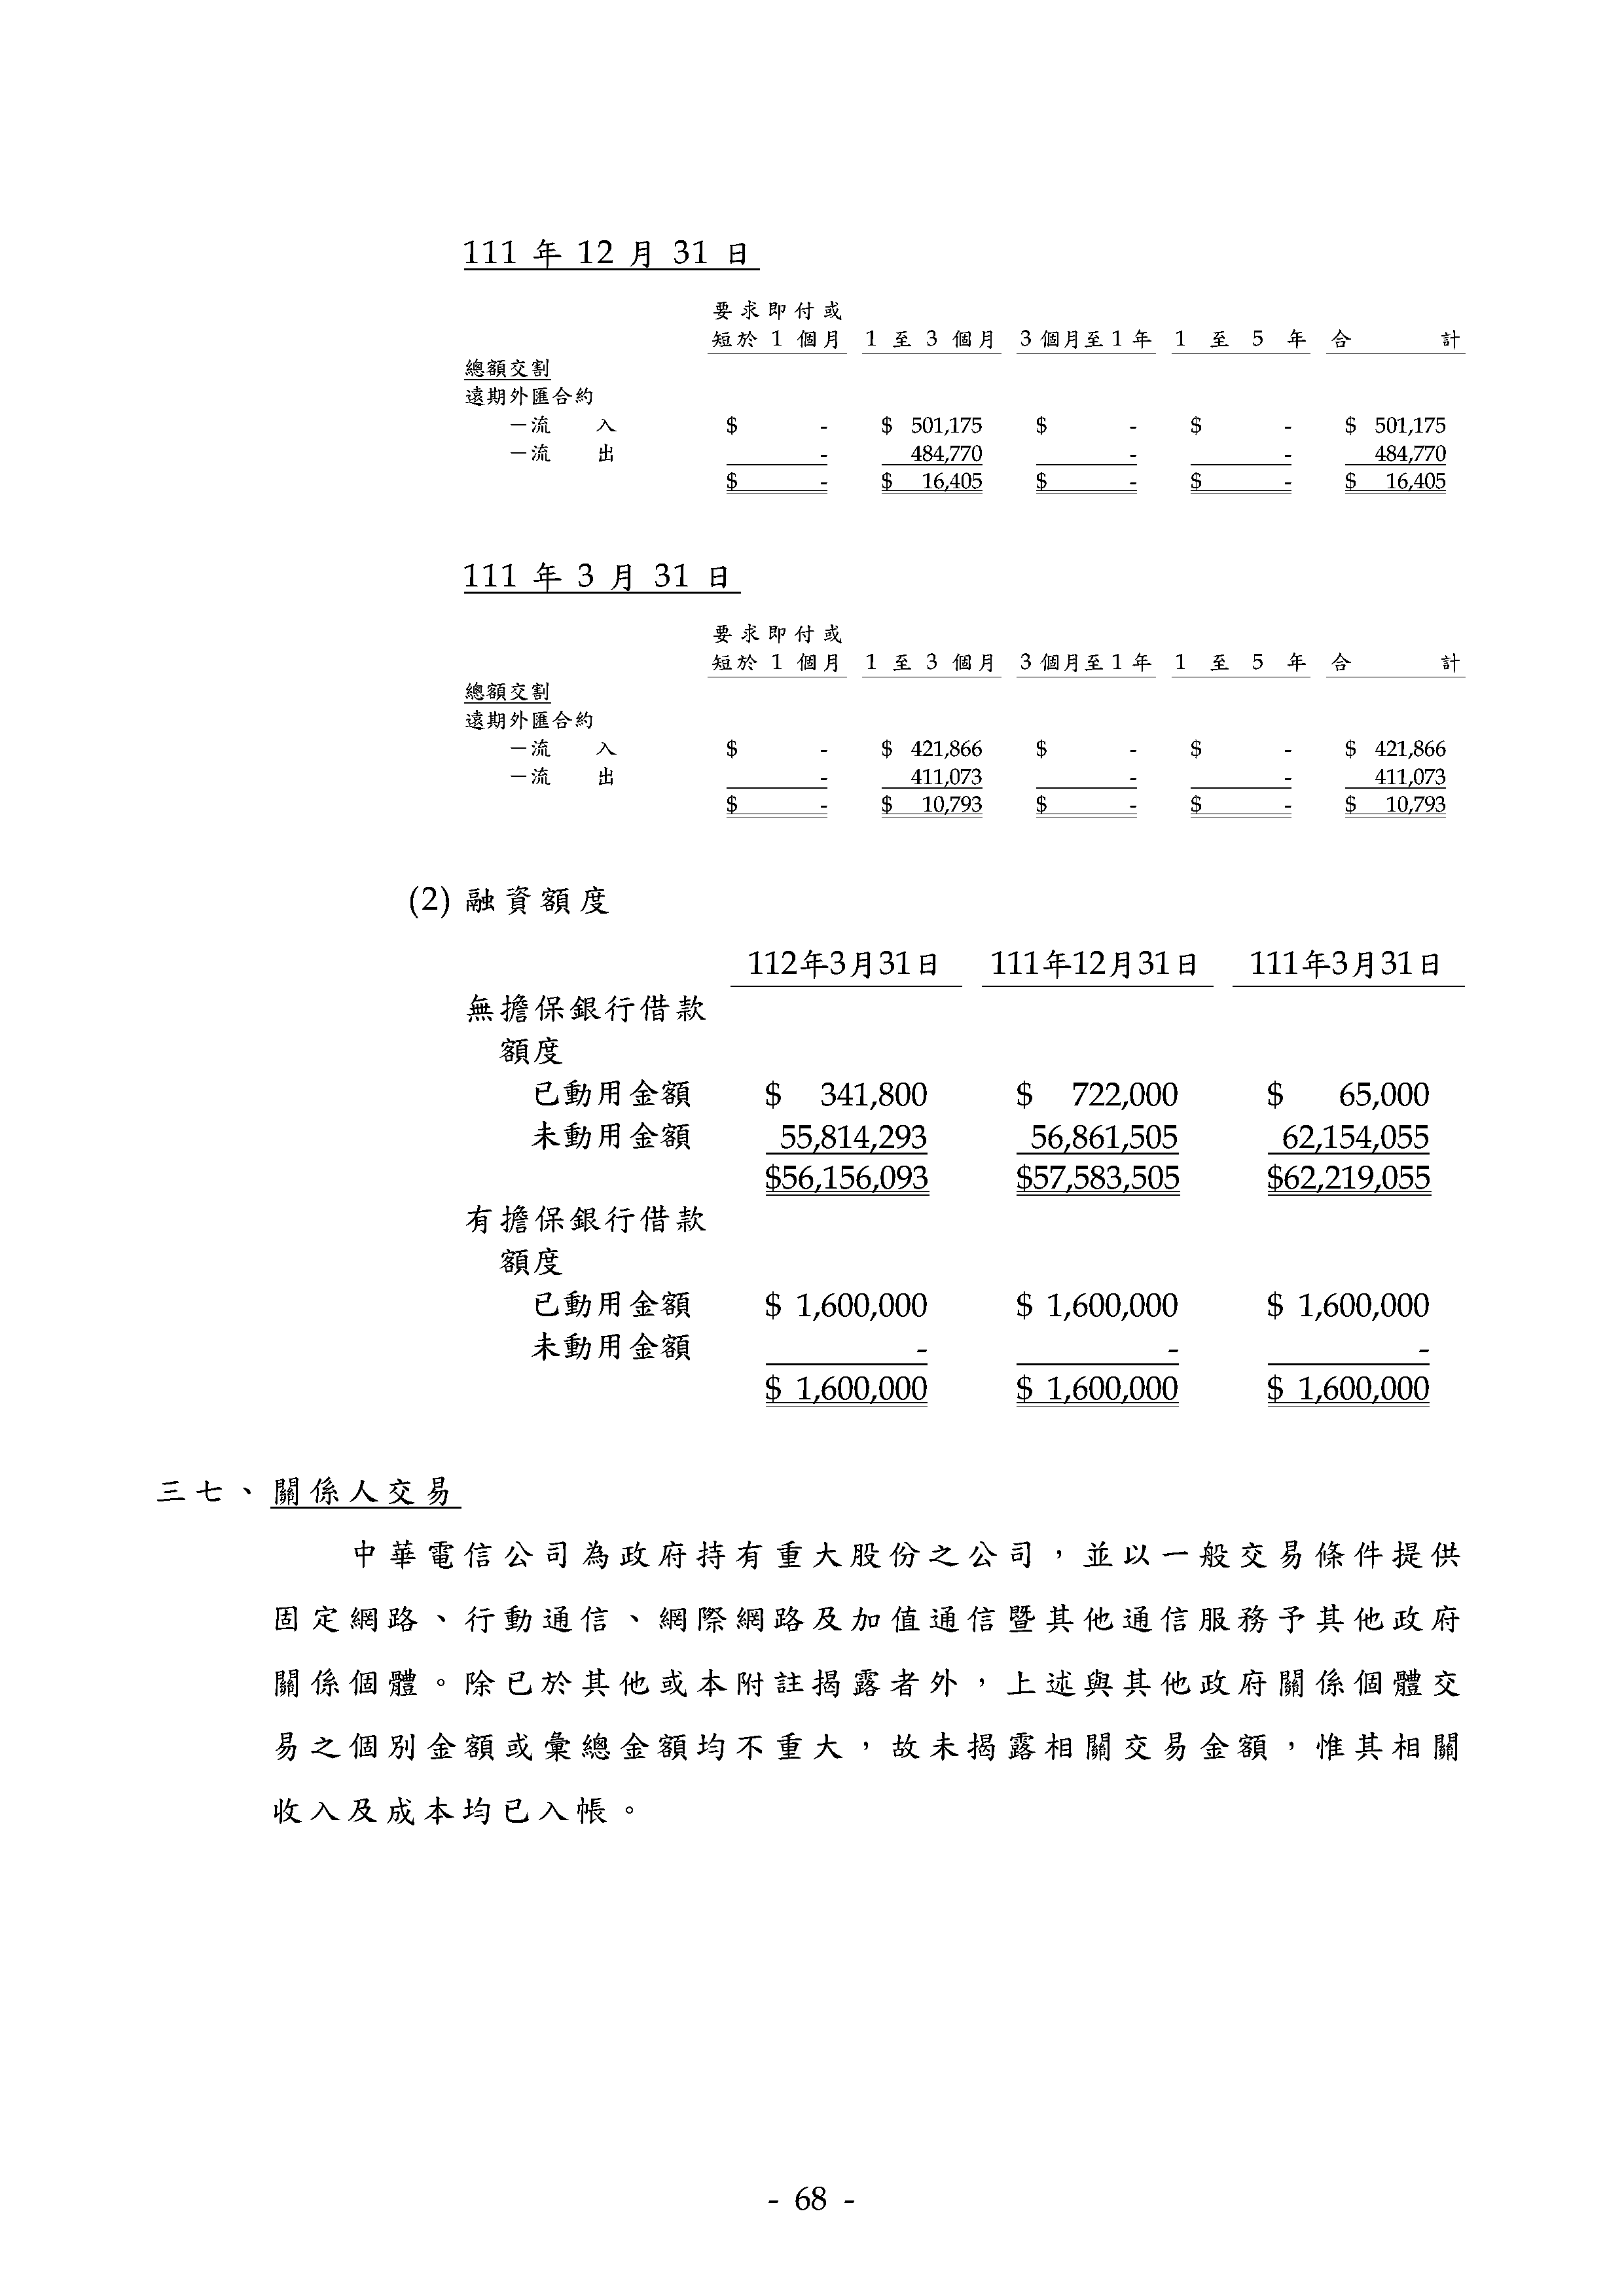 111 年 12 月 31 日
要求即付或
短於 1 個月 1 至 3 個月 3 個月至 1 年 1 至 5 年 合 計
總額交割
遠期外匯合約
－流 入 $ - $ 501,175 $ - $ - $ 501,175
－流 出 - 484,770 - - 484,770
$ - $ 16,405 $ - $ - $ 16,405
111 年 3 月 31 日
要求即付或
短於 1 個月 1 至 3 個月 3 個月至 1 年 1 至 5 年 合 計
總額交割
遠期外匯合約
－流 入 $ - $ 421,866 $ - $ - $ 421,866
－流 出 - 411,073 - - 411,073
$ - $ 10,793 $ - $ - $ 10,793
(2) 融資額度
112年3月31日 111年12月31日 111年3月31日
無擔保銀行借款
額度
已動用金額 $ 341,800 $ 722,000 $ 65,000
未動用金額 55,814,293 56,861,505 62,154,055
$56,156,093 $57,583,505 $62,219,055
有擔保銀行借款
額度
已動用金額 $ 1,600,000 $ 1,600,000 $ 1,600,000
未動用金額 - - -
$ 1,600,000 $ 1,600,000 $ 1,600,000
三七、關係人交易
中華電信公司為政府持有重大股份之公司，並以一般交易條件提供
固定網路、行動通信、網際網路及加值通信暨其他通信服務予其他政府
關係個體。除已於其他或本附註揭露者外，上述與其他政府關係個體交
易之個別金額或彙總金額均不重大，故未揭露相關交易金額，惟其相關
收入及成本均已入帳。
- 68 -